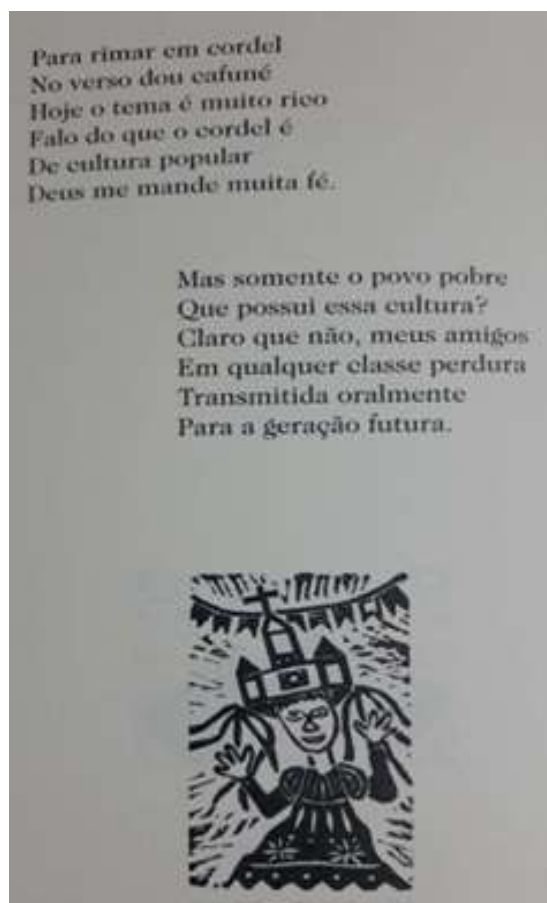 Para rimar em cordel
No verso dou cafuné
Hoje o tema é muito rico
Falo do que o cordel é
De cultura popular
Deus me mande muita fé.
Mas somente o povo pobre
Que possui essa cultura?
Claro que não, meus amigos
Em qualquer classe perdura
Transmitida oralmente
Para a geração futura.